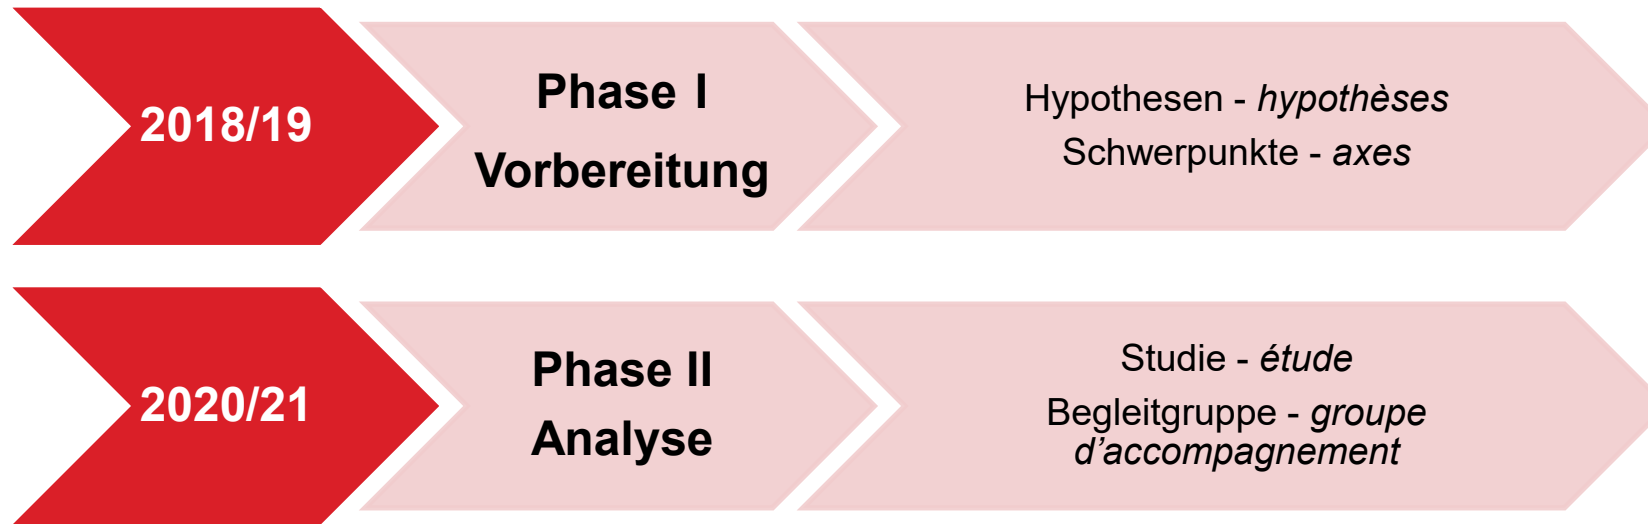 2018/19
Phase I
Vorbereitung
Hypothesen - hypothèses
Schwerpunkte - axes
2020/21
Phase II
Analyse
Studie - étude
Begleitgruppe - groupe
d’accompagnement